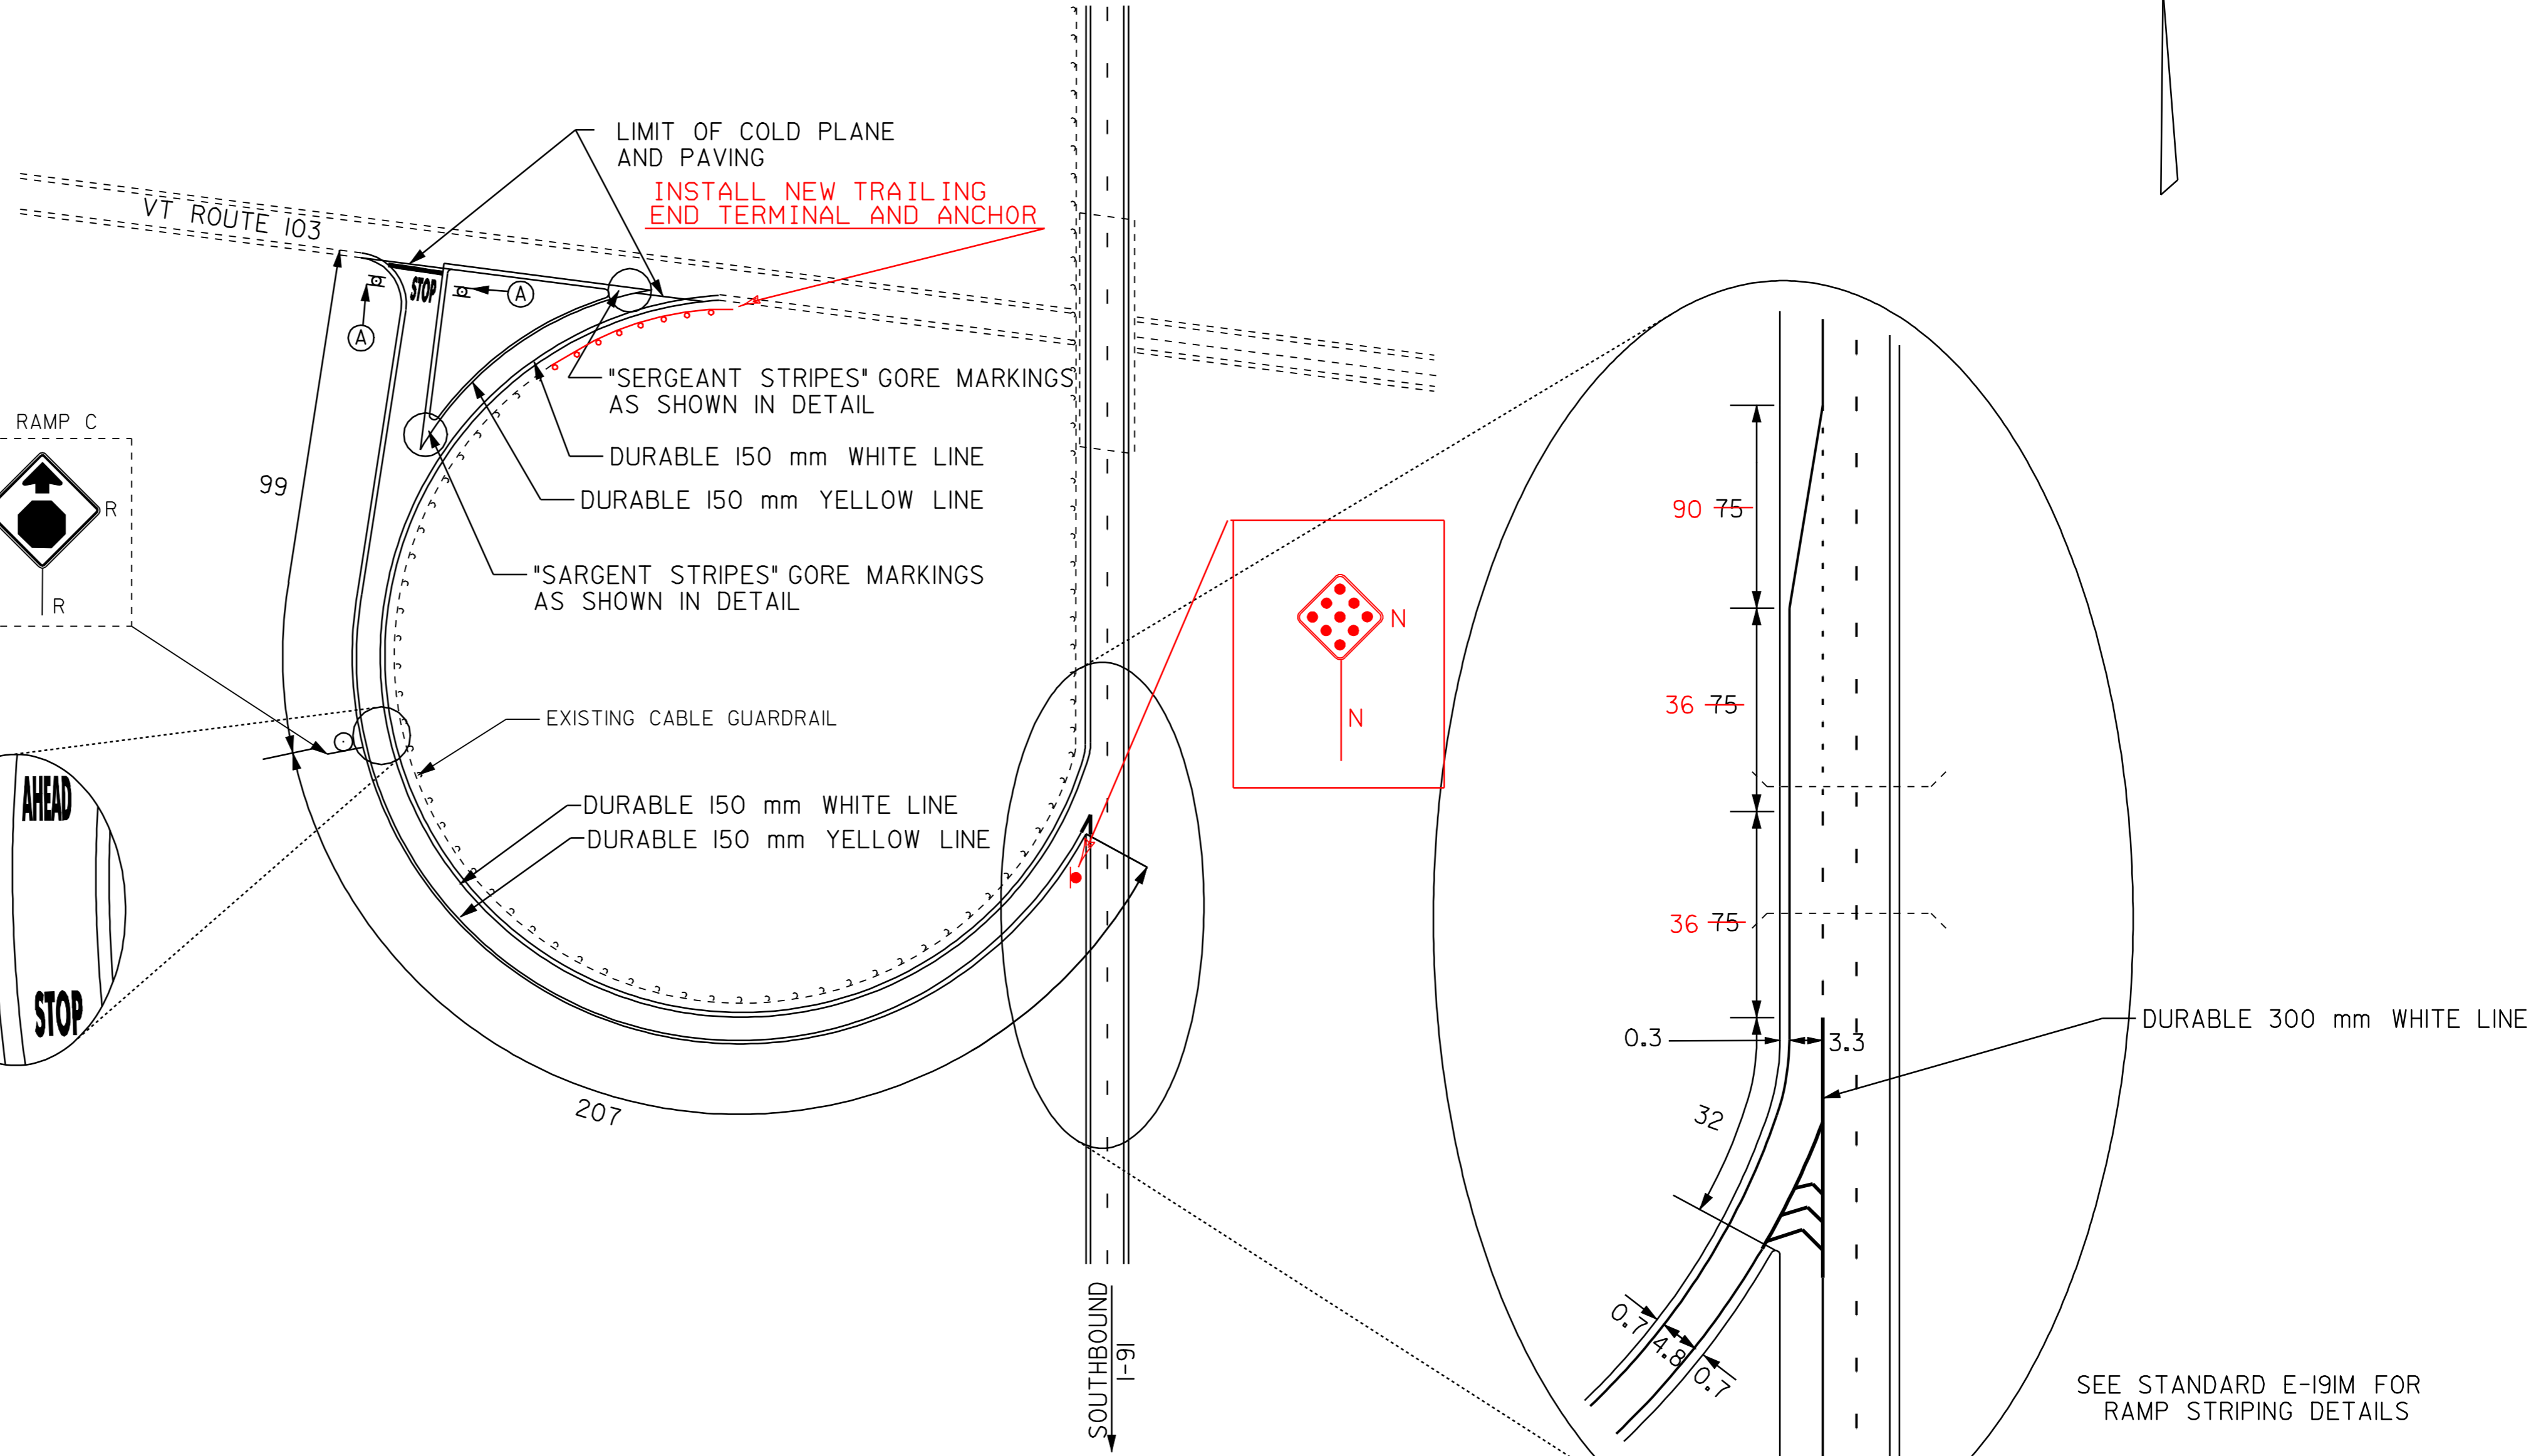 LIMIT OF COLD PLANE
AND PAVING
INSTALL NEW TRAILING
END TERMINAL AND ANCHOR
VT ROUTE 103
STOP
A
A
"SERGEANT STRIPES" GORE MARKINGS
AS SHOWN IN DETAIL
RAMP C
R
R
99
DURABLE 150 mm WHITE LINE
DURABLE 150 mm YELLOW LINE
"SARGENT STRIPES" GORE MARKINGS
AS SHOWN IN DETAIL
N
N
EXISTING CABLE GUARDRAIL
AHEAD
STOP
DURABLE 150 mm WHITE LINE
DURABLE 150 mm YELLOW LINE
207
SOUTHBOUND
I-91
90 75
36 75
36 75
0.3
3.3
DURABLE 300 mm WHITE LINE
32
0.7
4.8
0.7
SEE STANDARD E-191M FOR
RAMP STRIPING DETAILS